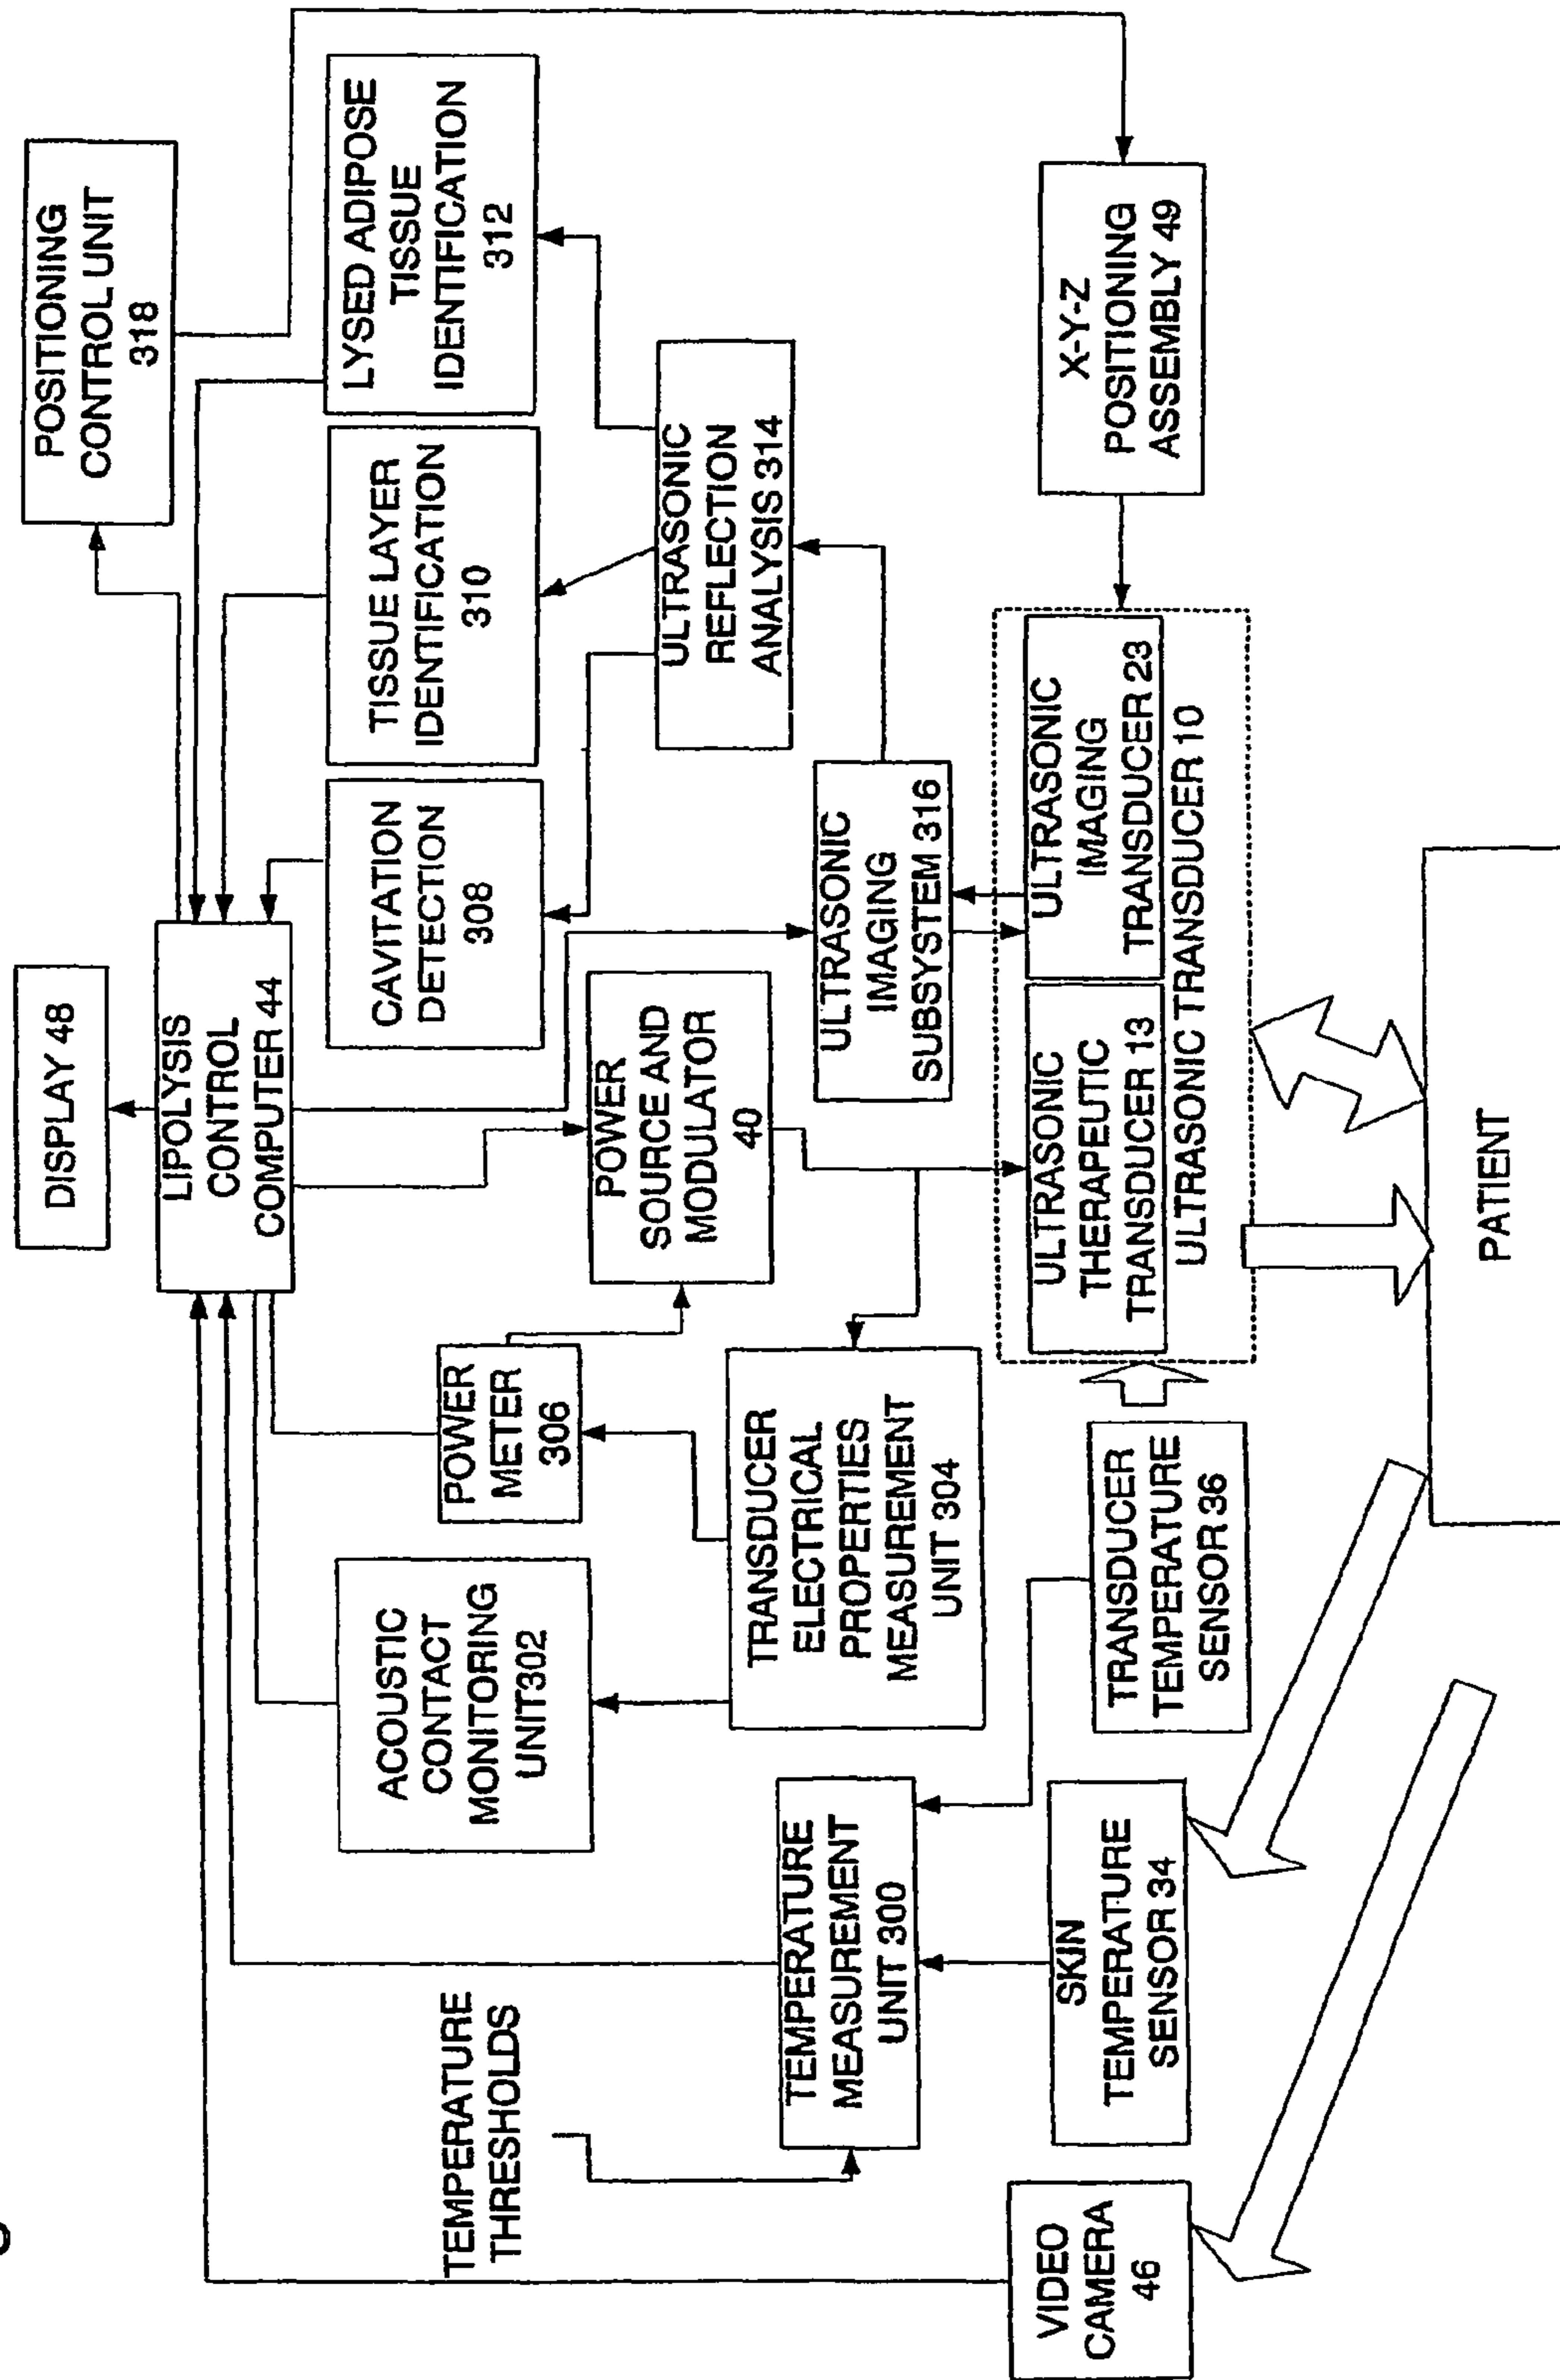 DISPLAY 48
POSITIONING
CONTROL UNIT
318
LIPOLYSIS
CONTROL
COMPUTER 44
LYSED ADIPOSE
TISSUE
IDENTIFICATION
312
TISSUE LAYER
IDENTIFICATION
310
CAVITATION
DETECTION
308
POWER
METER
306
ACOUSTIC
CONTACT
MONITORING
UNIT302
TEMPERATURE
THRESHOLDS
POWER
SOURCE AND
MODULATOR
40
ULTRASONIC
REFLECTION
ANALYSIS 314
TRANSDUCER
ELECTRICAL
PROPERTIES
MEASUREMENT
UNIT 304
TEMPERATURE
MEASUREMENT
UNIT 300
ULTRASONIC
IMAGING
SUBSYSTEM 316
VIDEO
CAMERA
46
SKIN
TEMPERATURE
SENSOR 34
TRANSDUCER
TEMPERATURE
SENSOR 36
ULTRASONIC
THERAPEUTIC
TRANSDUCER 13
ULTRASONIC
IMAGING
TRANSDUCER 23
ULTRASONIC TRANSDUCER 10
X-Y-Z
POSITIONING
ASSEMBLY 49
PATIENT